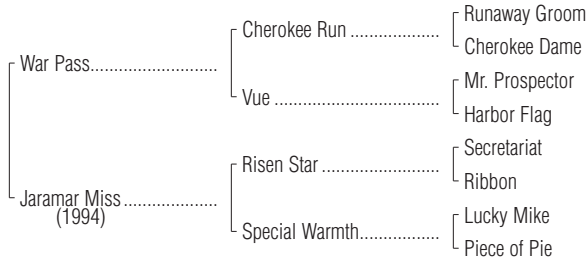 Runaway Groom
Cherokee Run
Cherokee Dame
War Pass
Mr. Prospector
Vue
Harbor Flag
Secretariat
Risen Star
Ribbon
Jaramar Miss
(1994)
Lucky Mike
Special Warmth
Piece of Pie